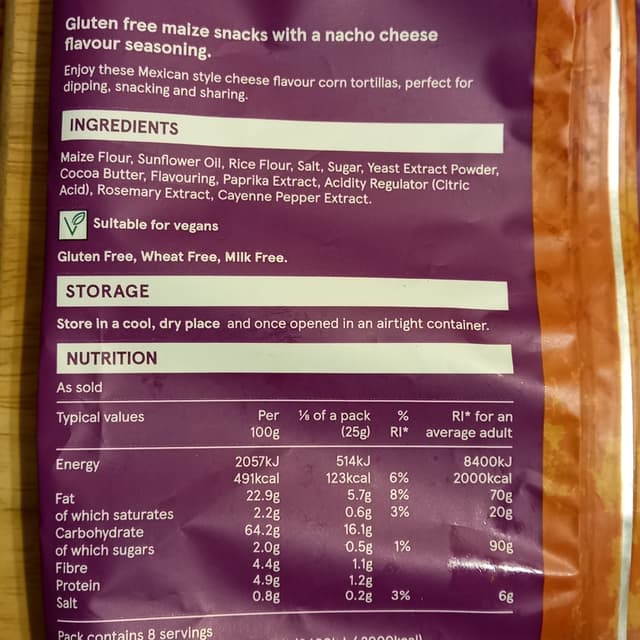 Gluten free maize snacks with a nacho cheese
flavour seasoning.
Enjoy these Mexican style cheese flavour corn tortillas, perfect for
dipping, snacking and sharing.
INGREDIENTS
Maize Flour, Sunflower Oil, Rice Flour, Salt, Sugar, Yeast Extract Powder,
Cocoa Butter, Flavouring, Paprika Extract, Acidity Regulator (Citric
Acid), Rosemary Extract, Cayenne Pepper Extract.
Suitable for vegans
Gluten Free, Wheat Free, Milk Free.
STORAGE
Store in a cool, dry place and once opened in an airtight container.
NUTRITION
As sold
Typical values Per 100g ⅛ of a pack (25g) % RI* RI* for an average adult
Energy 2057kJ 514kJ 8400kJ
491kcal 123kcal 6% 2000kcal
Fat 22.9g 5.7g 8% 70g
of which saturates 2.2g 0.6g 3% 20g
Carbohydrate 64.2g 16.1g
of which sugars 2.0g 0.5g 1% 90g
Fibre 4.4g 1.1g
Protein 4.9g 1.2g
Salt 0.8g 0.2g 3% 6g
Pack contains 8 servings